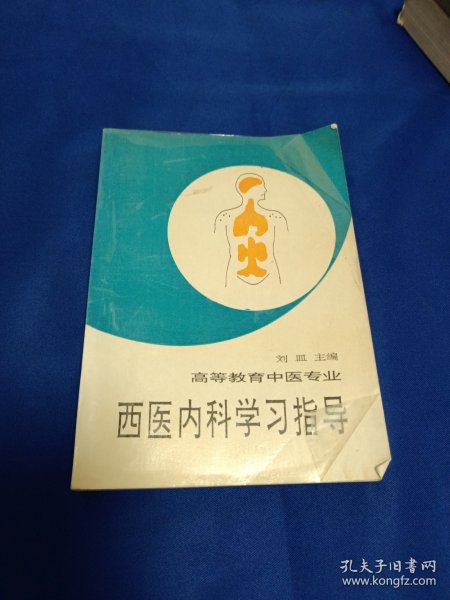 刘皿 主编
高等教育中医专业
西医内科学习指导
孔夫子旧书网
www.kongfz.com